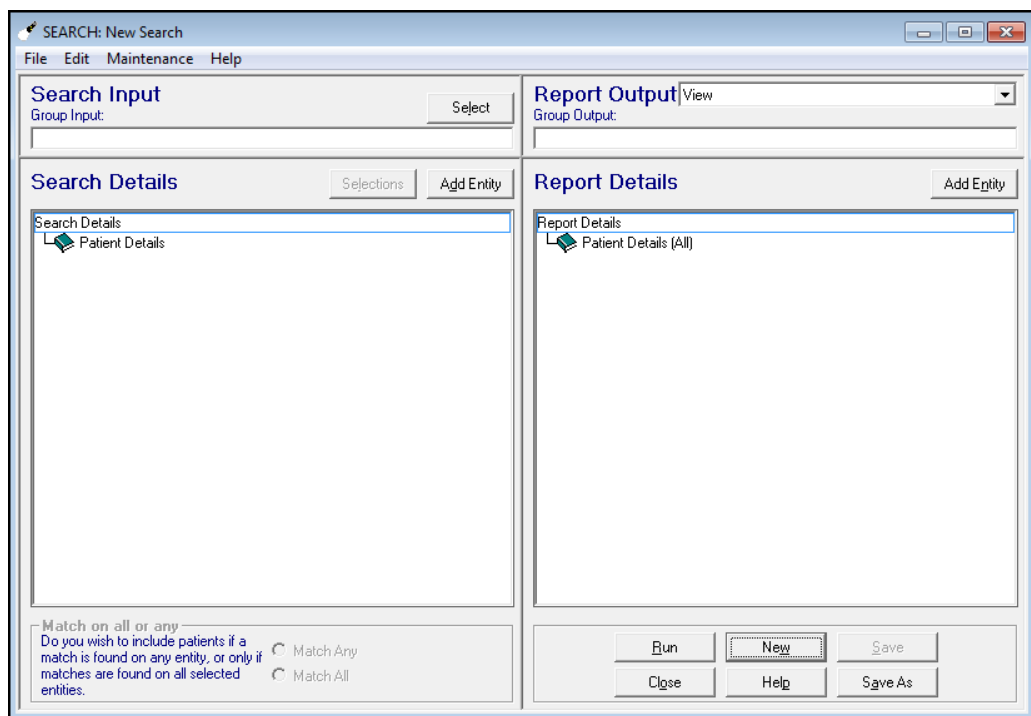 SEARCH: New Search
File Edit Maintenance Help
Search Input
Group Input:
Select
Report Output
View
Group Output:
Search Details
Selections
Add Entity
Report Details
Add Entity
Search Details
Patient Details
Report Details
Patient Details (All)
Match on all or any
Do you wish to include patients if a
match is found on any entity, or only if
matches are found on all selected
entities.
Match Any
Match All
Run
New
Save
Close
Help
Save As